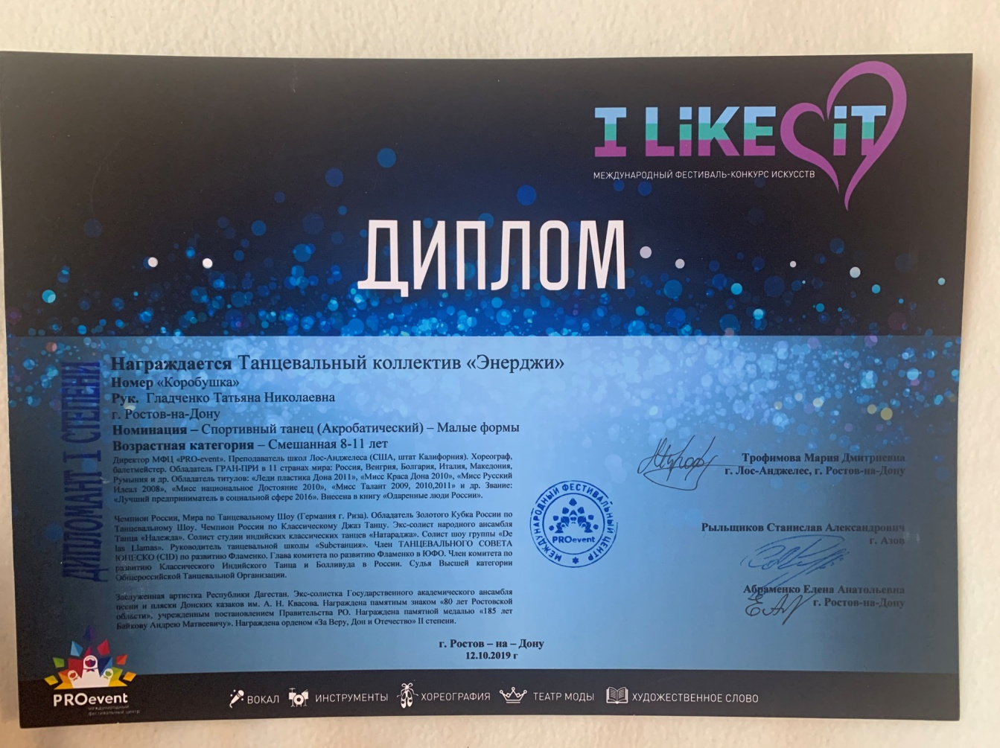 I LiKE iT
МЕЖДУНАРОДНЫЙ ФЕСТИВАЛЬ-КОНКУРС ИСКУССТВ
ДИПЛОМ
ДИПЛОМАНТ I СТЕПЕНИ
Награждается Танцевальный коллектив «Энерджи»
Номер «Коробушка»
Рук. Гладченко Татьяна Николаевна
г. Ростов-на-Дону
Номинация – Спортивный танец (Акробатический) – Малые формы
Возрастная категория – Смешанная 8-11 лет
Директор МФЦ «PRO-event». Преподаватель школ Лос-Анджелеса (США, штат Калифорния). Хореограф,
балетмейстер. Обладатель ГРАН-ПРИ в 11 странах мира: Россия, Венгрия, Болгария, Италия, Македония,
Румыния и др. Обладатель титулов: «Леди пластика Дона 2011», «Мисс Краса Дона 2010», «Мисс Русский
Идеал 2008», «Мисс национальное Достояние 2010», «Мисс Талант 2009, 2010,2011» и др. Звание:
«Лучший предприниматель в социальной сфере 2016». Внесена в книгу «Одаренные люди России».
Трофимова Мария Дмитриевна
г. Лос-Анджелес, г. Ростов-на-Дону
Чемпион России, Мира по Танцевальному Шоу (Германия г. Риза). Обладатель Золотого Кубка России по
Танцевальному Шоу. Чемпион России по Классическому Джаз Танцу. Экс-солист народного ансамбля
Танца «Надежда». Солист студии индийских классических танцев «Натараджа». Солист шоу группы «De
las Llamas». Руководитель танцевальной школы «Subстанция». Член ТАНЦЕВАЛЬНОГО СОВЕТА
ЮНЕСКО (CID) по развитию Фламенко. Глава комитета по развитию Фламенко в ЮФО. Член комитета по
развитию Классического Индийского Танца и Болливуда в России. Судья Высшей категории
Общероссийской Танцевальной Организации.
Рыльщиков Станислав Александрович
г. Азов
МЕЖДУНАРОДНЫЙ ФЕСТИВАЛЬНЫЙ ЦЕНТР
PROevent
Заслуженная артистка Республики Дагестан. Экс-солистка Государственного академического ансамбля
песни и пляски Донских казаков им. А. Н. Квасова. Награждена памятным знаком «80 лет Ростовской
области», учрежденным постановлением Правительства РО. Награждена памятной медалью «185 лет
Байкову Андрею Матвеевичу». Награждена орденом «За Веру, Дон и Отечество» II степени.
Абраменко Елена Анатольевна
г. Ростов-на-Дону
г. Ростов – на – Дону
12.10.2019 г
PROevent
международный
фестивальный центр
ВОКАЛ ИНСТРУМЕНТЫ ХОРЕОГРАФИЯ ТЕАТР МОДЫ ХУДОЖЕСТВЕННОЕ СЛОВО